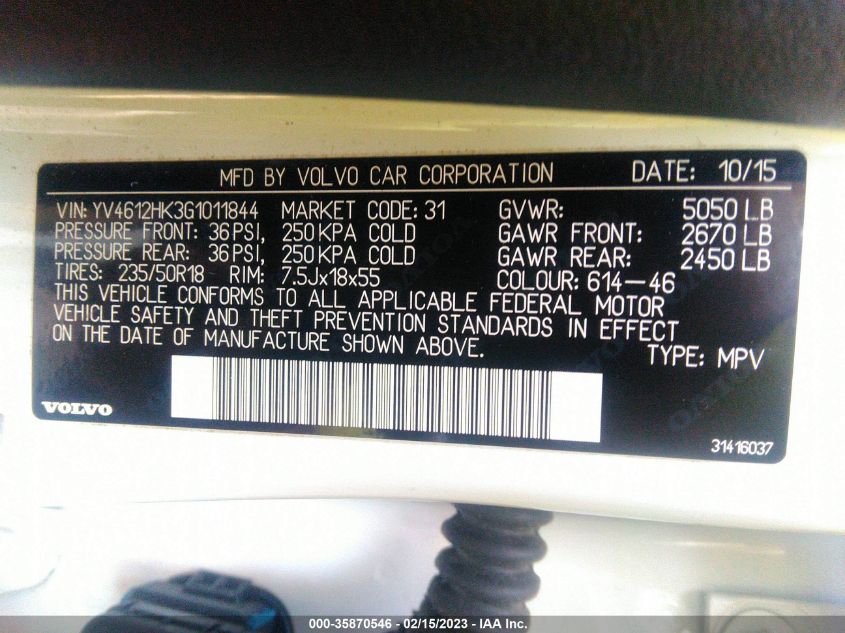 MFD BY VOLVO CAR CORPORATION DATE: 10/15
VIN: YV4612HK3G1011844 MARKET CODE: 31 GVWR: 5050 LB
PRESSURE FRONT: 36 PSI, 250 KPA COLD GAWR FRONT: 2670 LB
PRESSURE REAR: 36 PSI, 250 KPA COLD GAWR REAR: 2450 LB
TIRES: 235/50R18 RIM: 7.5Jx18x55 COLOUR: 614-46
THIS VEHICLE CONFORMS TO ALL APPLICABLE FEDERAL MOTOR
VEHICLE SAFETY AND THEFT PREVENTION STANDARDS IN EFFECT
ON THE DATE OF MANUFACTURE SHOWN ABOVE.
TYPE: MPV
VOLVO
31416037
000-35870546 - 02/15/2023 - IAA Inc.